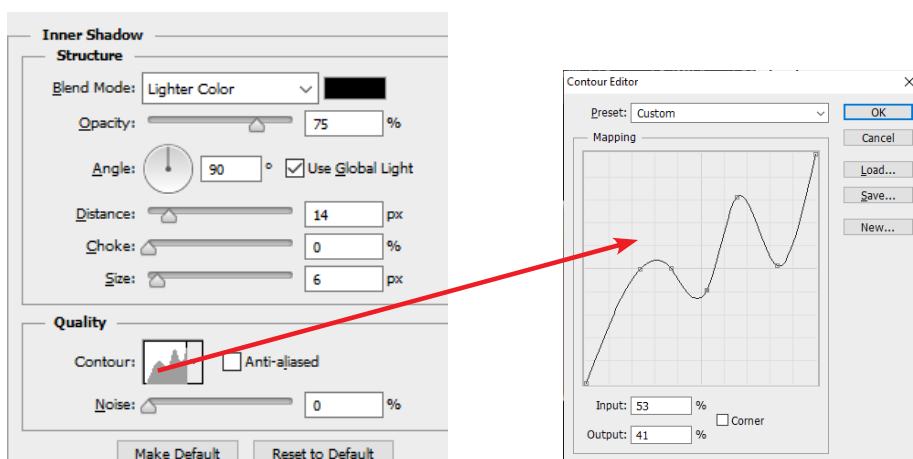 Inner Shadow
Structure
Blend Mode: Lighter Color
Opacity: 75 %
Angle: 90 ° Use Global Light
Distance: 14 px
Choke: 0 %
Size: 6 px
Quality
Contour: Anti-aliased
Noise: 0 %
Make Default Reset to Default
Contour Editor
Preset: Custom
OK
Mapping
Cancel
Load...
Save...
New...
Input: 53 %
Corner
Output: 41 %